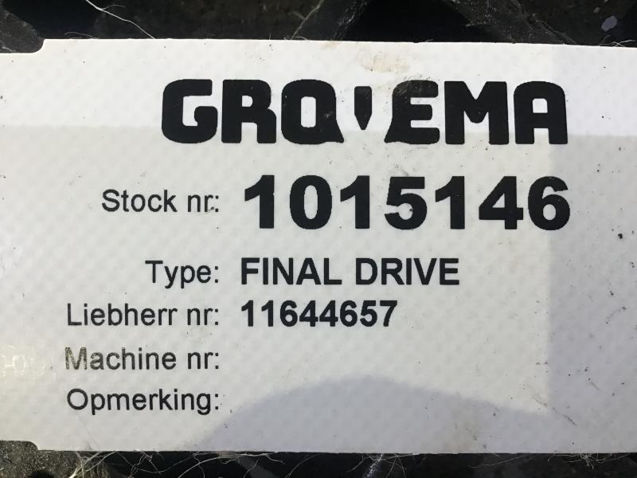 GROVEMA
Stock nr: 1015146
Type: FINAL DRIVE
Liebherr nr: 11644657
Machine nr:
Opmerking: